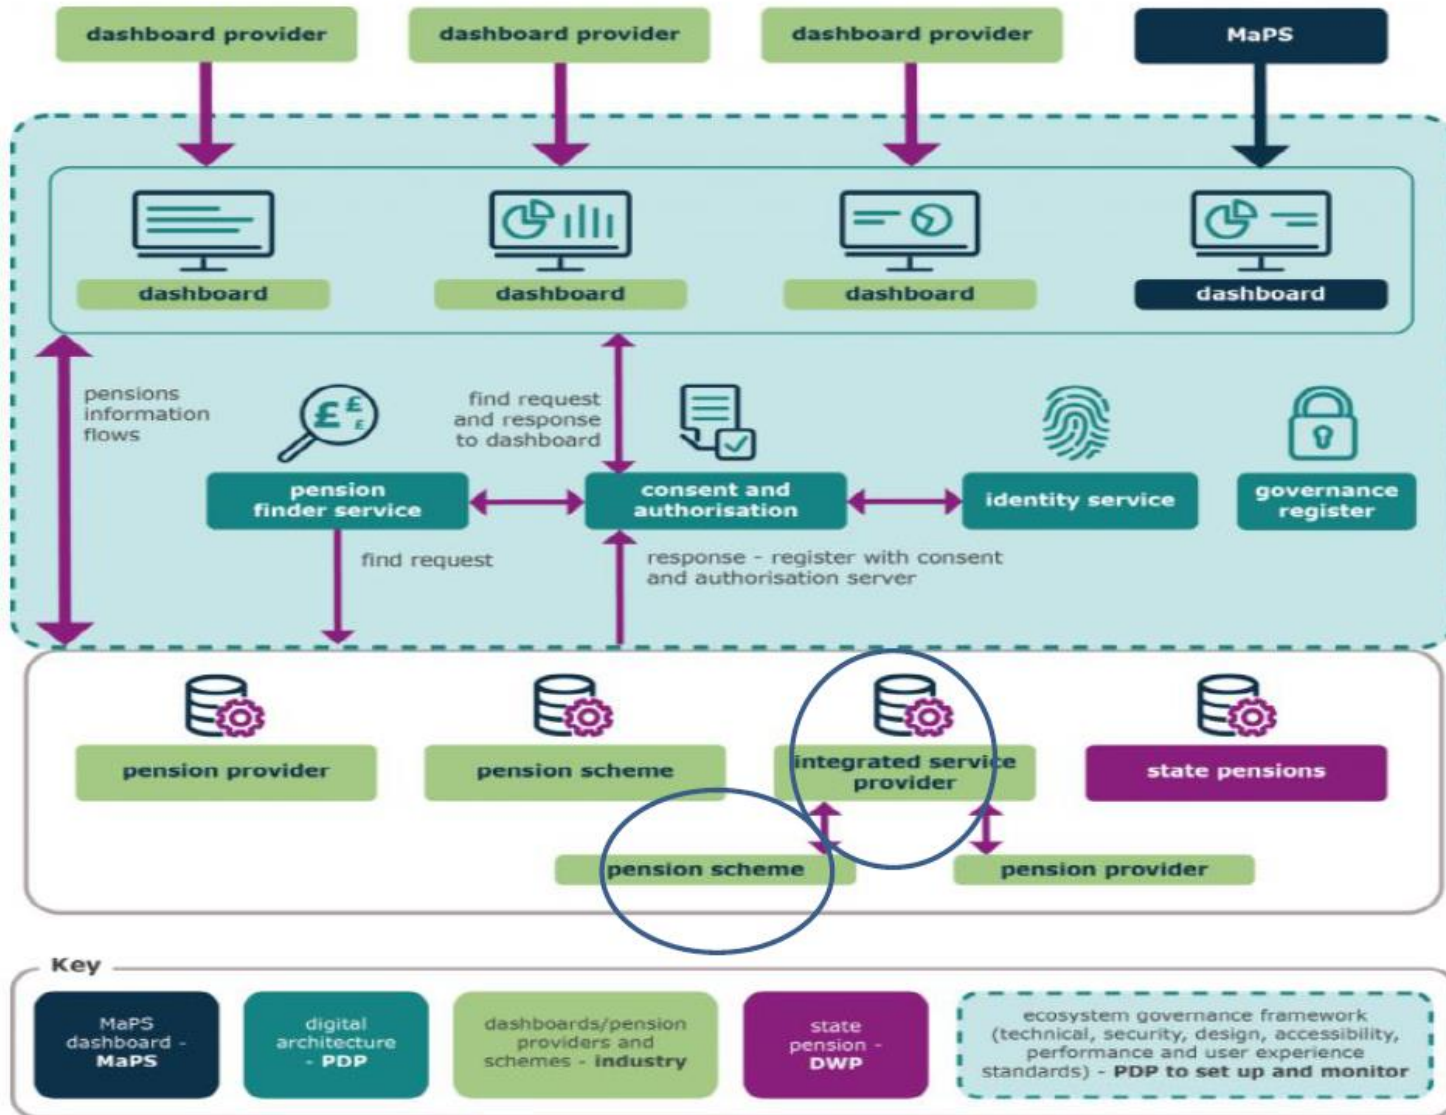 dashboard provider
dashboard provider
dashboard provider
MaPS
dashboard
dashboard
dashboard
dashboard
pensions
information
flows
££
£
find request
and response
to dashboard
pension
finder service
consent and
authorisation
identity service
governance
register
find request
response - register with consent
and authorisation server
pension provider
pension scheme
integrated service
provider
state pensions
pension scheme
pension provider
Key
MaPS
dashboard -
MaPS
digital
architecture
- PDP
dashboards/pension
providers and
schemes - industry
state
pension -
DWP
ecosystem governance framework
(technical, security, design, accessibility,
performance and user experience
standards) - PDP to set up and monitor